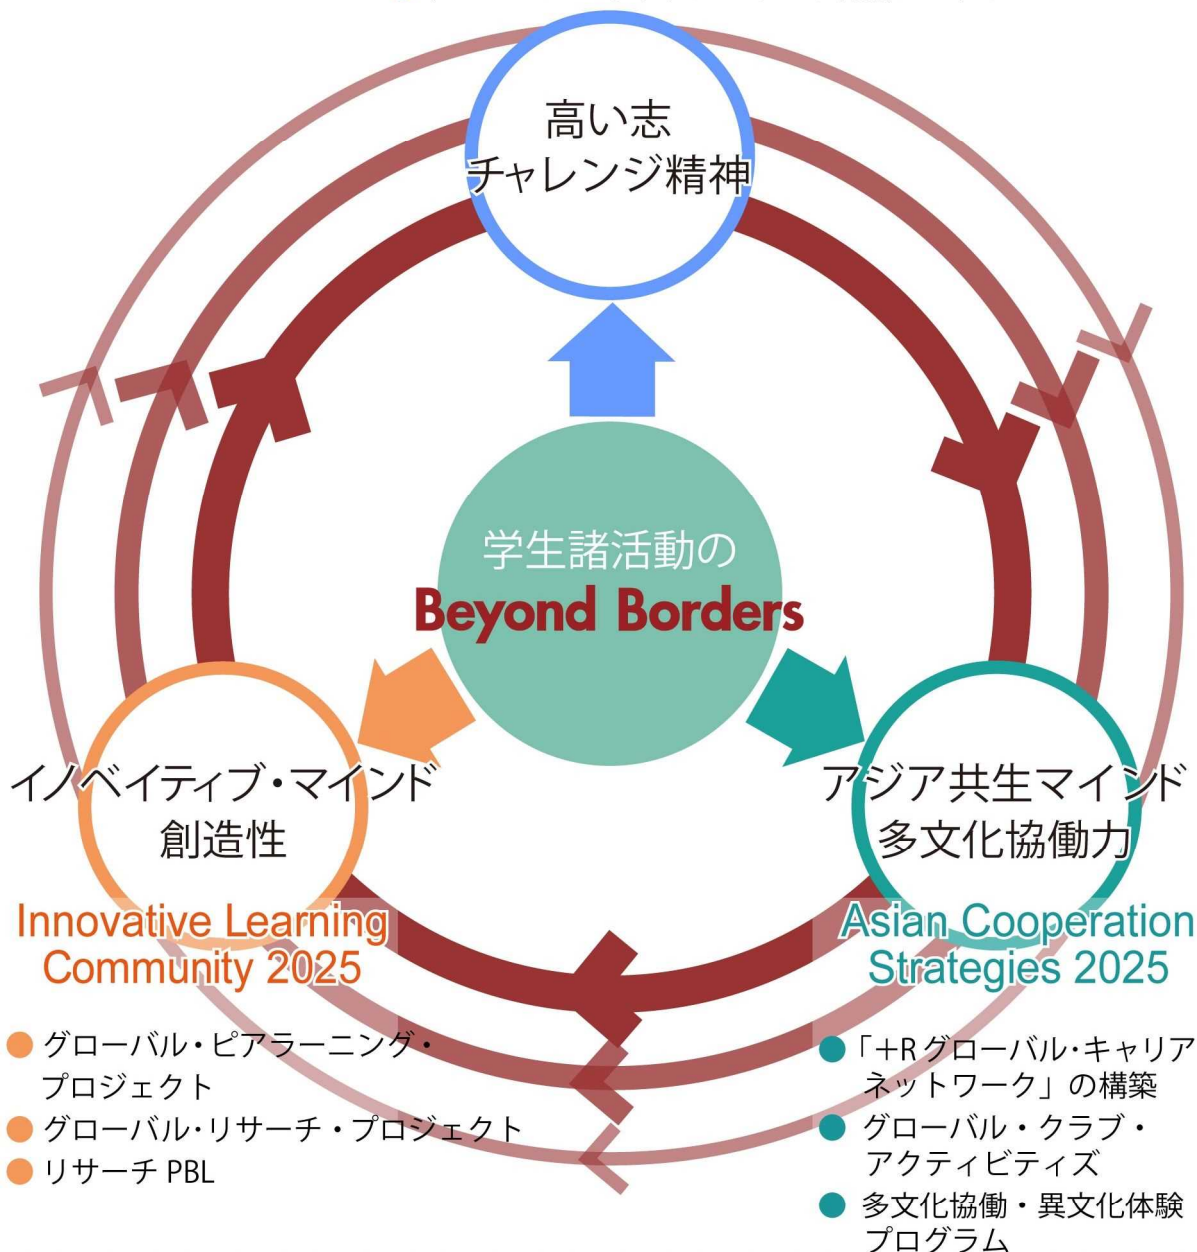 高い志
チャレンジ精神
学生諸活動の
Beyond Borders
イノベイティブ・マインド
創造性
Innovative Learning
Community 2025
● グローバル・ピアラーニング・
プロジェクト
● グローバル・リサーチ・プロジェクト
● リサーチ PBL
アジア共生マインド
多文化協働力
Asian Cooperation
Strategies 2025
● 「+R グローバル・キャリア
ネットワーク」の構築
● グローバル・クラブ・
アクティビティズ
● 多文化協働・異文化体験
プログラム